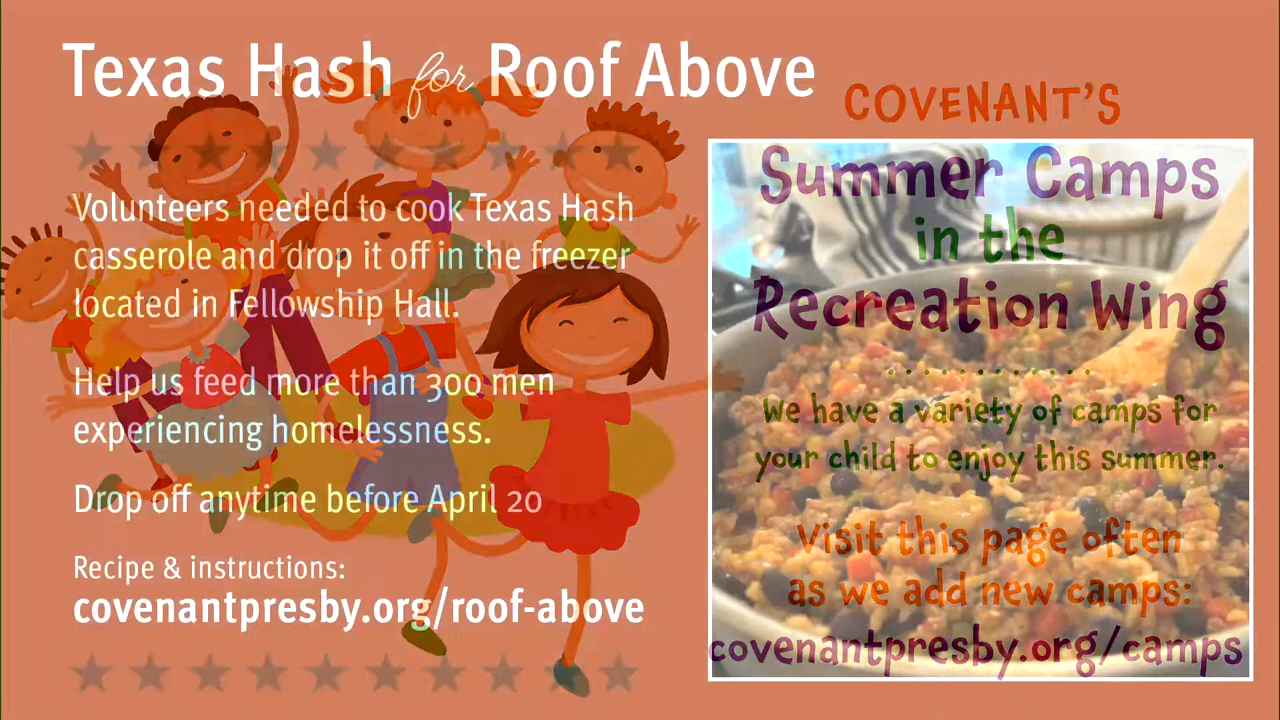 Texas Hash for Roof Above
Volunteers needed to cook Texas Hash
casserole and drop it off in the freezer
located in Fellowship Hall.
Help us feed more than 300 men
experiencing homelessness.
Drop off anytime before April 20
Recipe & instructions:
covenantpresby.org/roof-above
COVENANT'S
Summer Camps
in the
Recreation Wing
We have a variety of camps for
your child to enjoy this summer.
Visit this page often
as we add new camps:
covenantpresby.org/camps